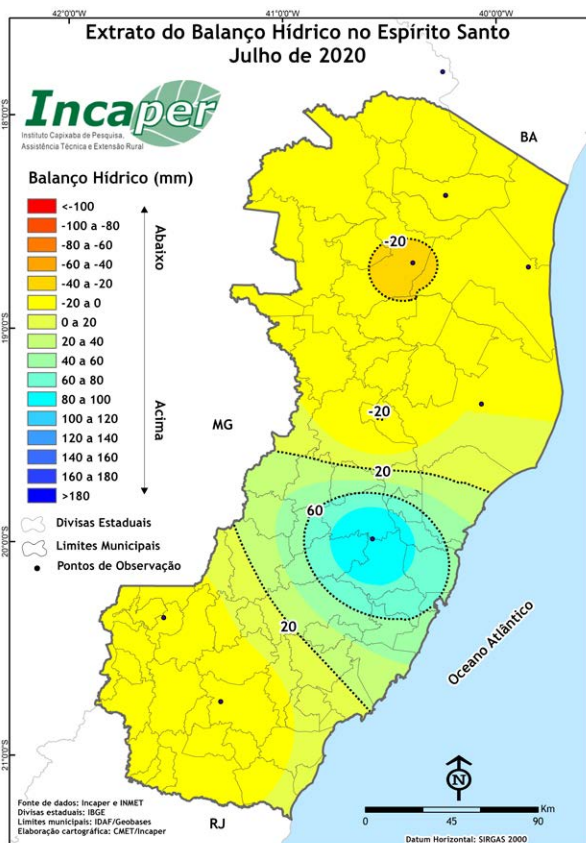 42°0'0"O
41°0'0"O
40°0'0"O
Extrato do Balanço Hídrico no Espírito Santo
Julho de 2020
Incaper
Instituto Capixaba de Pesquisa,
Assistência Técnica e Extensão Rural
18°0'0"S
BA
Balanço Hídrico (mm)
<-100
-100 a -80
-80 a -60
-60 a -40
-40 a -20
-20 a 0
0 a 20
20 a 40
40 a 60
60 a 80
80 a 100
100 a 120
120 a 140
140 a 160
160 a 180
>180
Abaixo
Acima
-20
19°0'0"S
MG
-20
20
60
Divisas Estaduais
Limites Municipais
Pontos de Observação
20°0'0"S
20
Oceano Atlântico
21°0'0"S
N
Km
0 45 90
Fonte de dados: Incaper e INMET
Divisas estaduais: IBGE
Limites municipais: IDAF/Geobases
Elaboração cartográfica: CMET/Incaper
RJ
Datum Horizontal: SIRGAS 2000